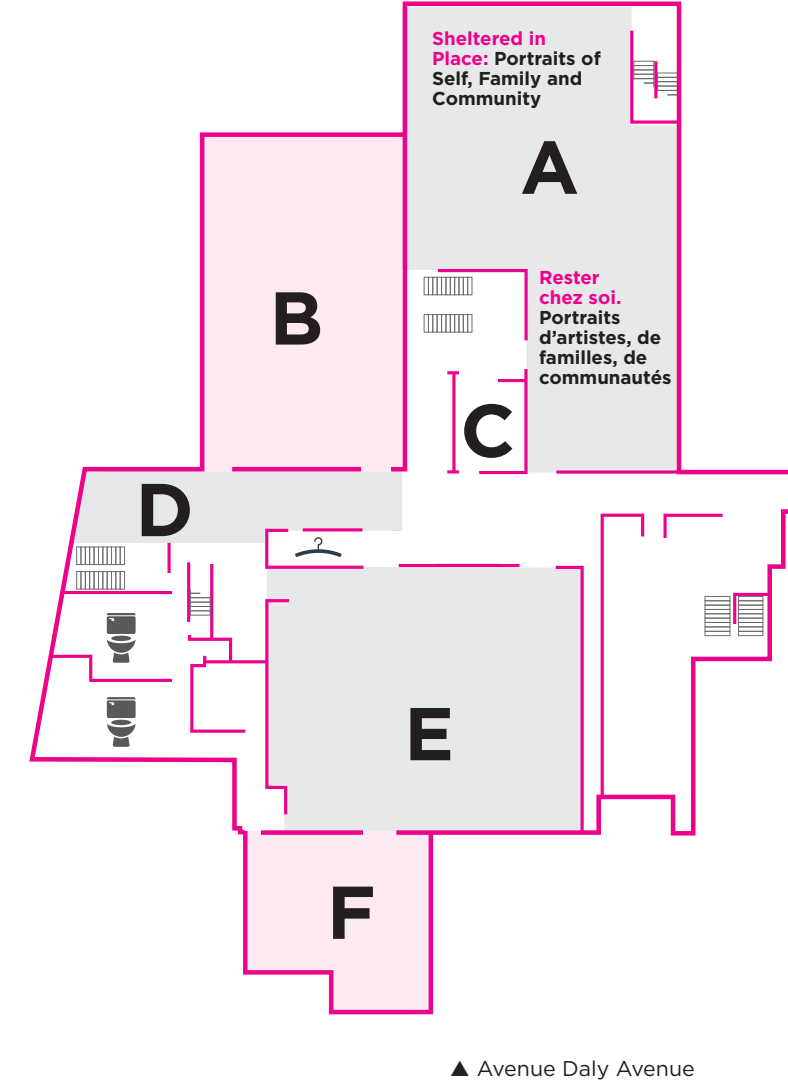 Sheltered in
Place: Portraits of
Self, Family and
Community
A
Rester
chez soi.
Portraits
d’artistes, de
familles, de
communautés
B
C
D
E
F
▲ Avenue Daly Avenue